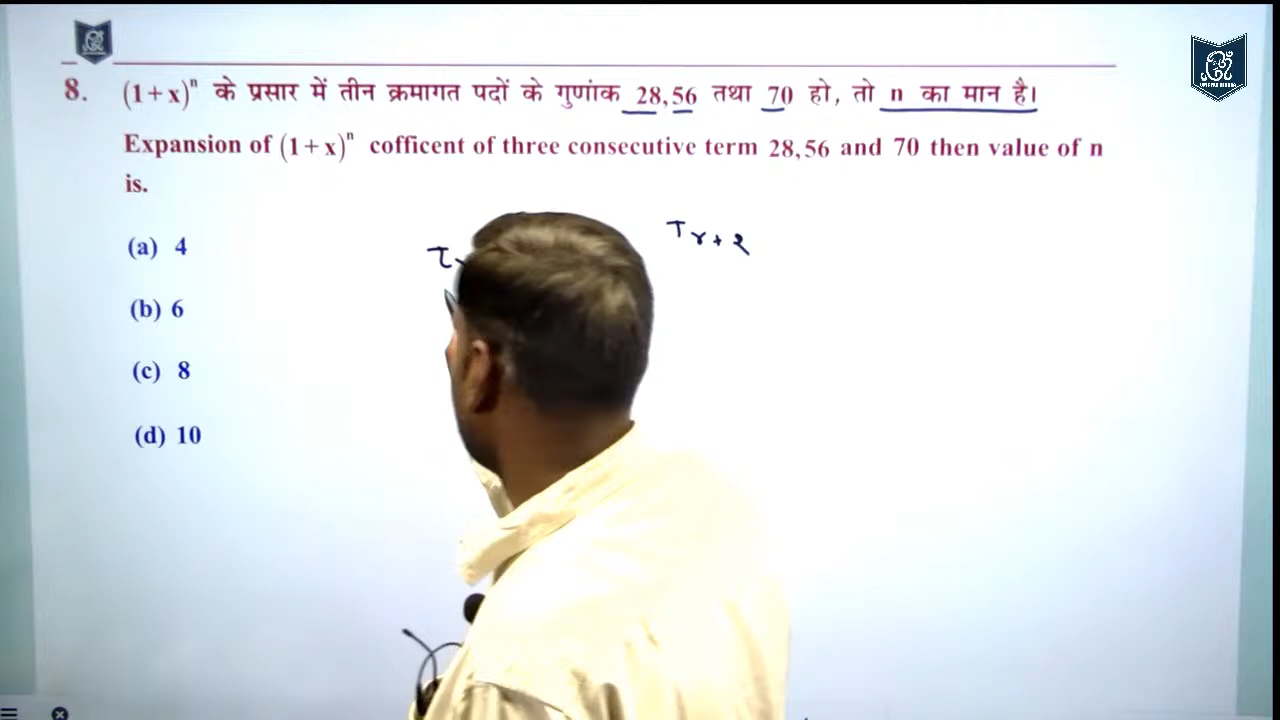 8. (1+x)ⁿ के प्रसार में तीन क्रमागत पदों के गुणांक 28, 56 तथा 70 हो, तो n का मान है।
Expansion of (1+x)ⁿ cofficent of three consecutive term 28, 56 and 70 then value of n
is.
(a) 4
T_{r+2}
(b) 6
(c) 8
(d) 10